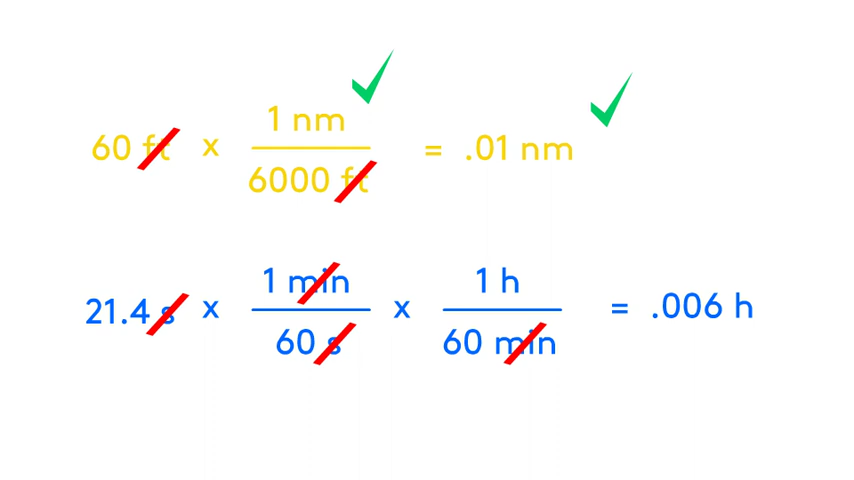 60 ft x 1 nm / 6000 ft = .01 nm
21.4 s x 1 min / 60 s x 1 h / 60 min = .006 h